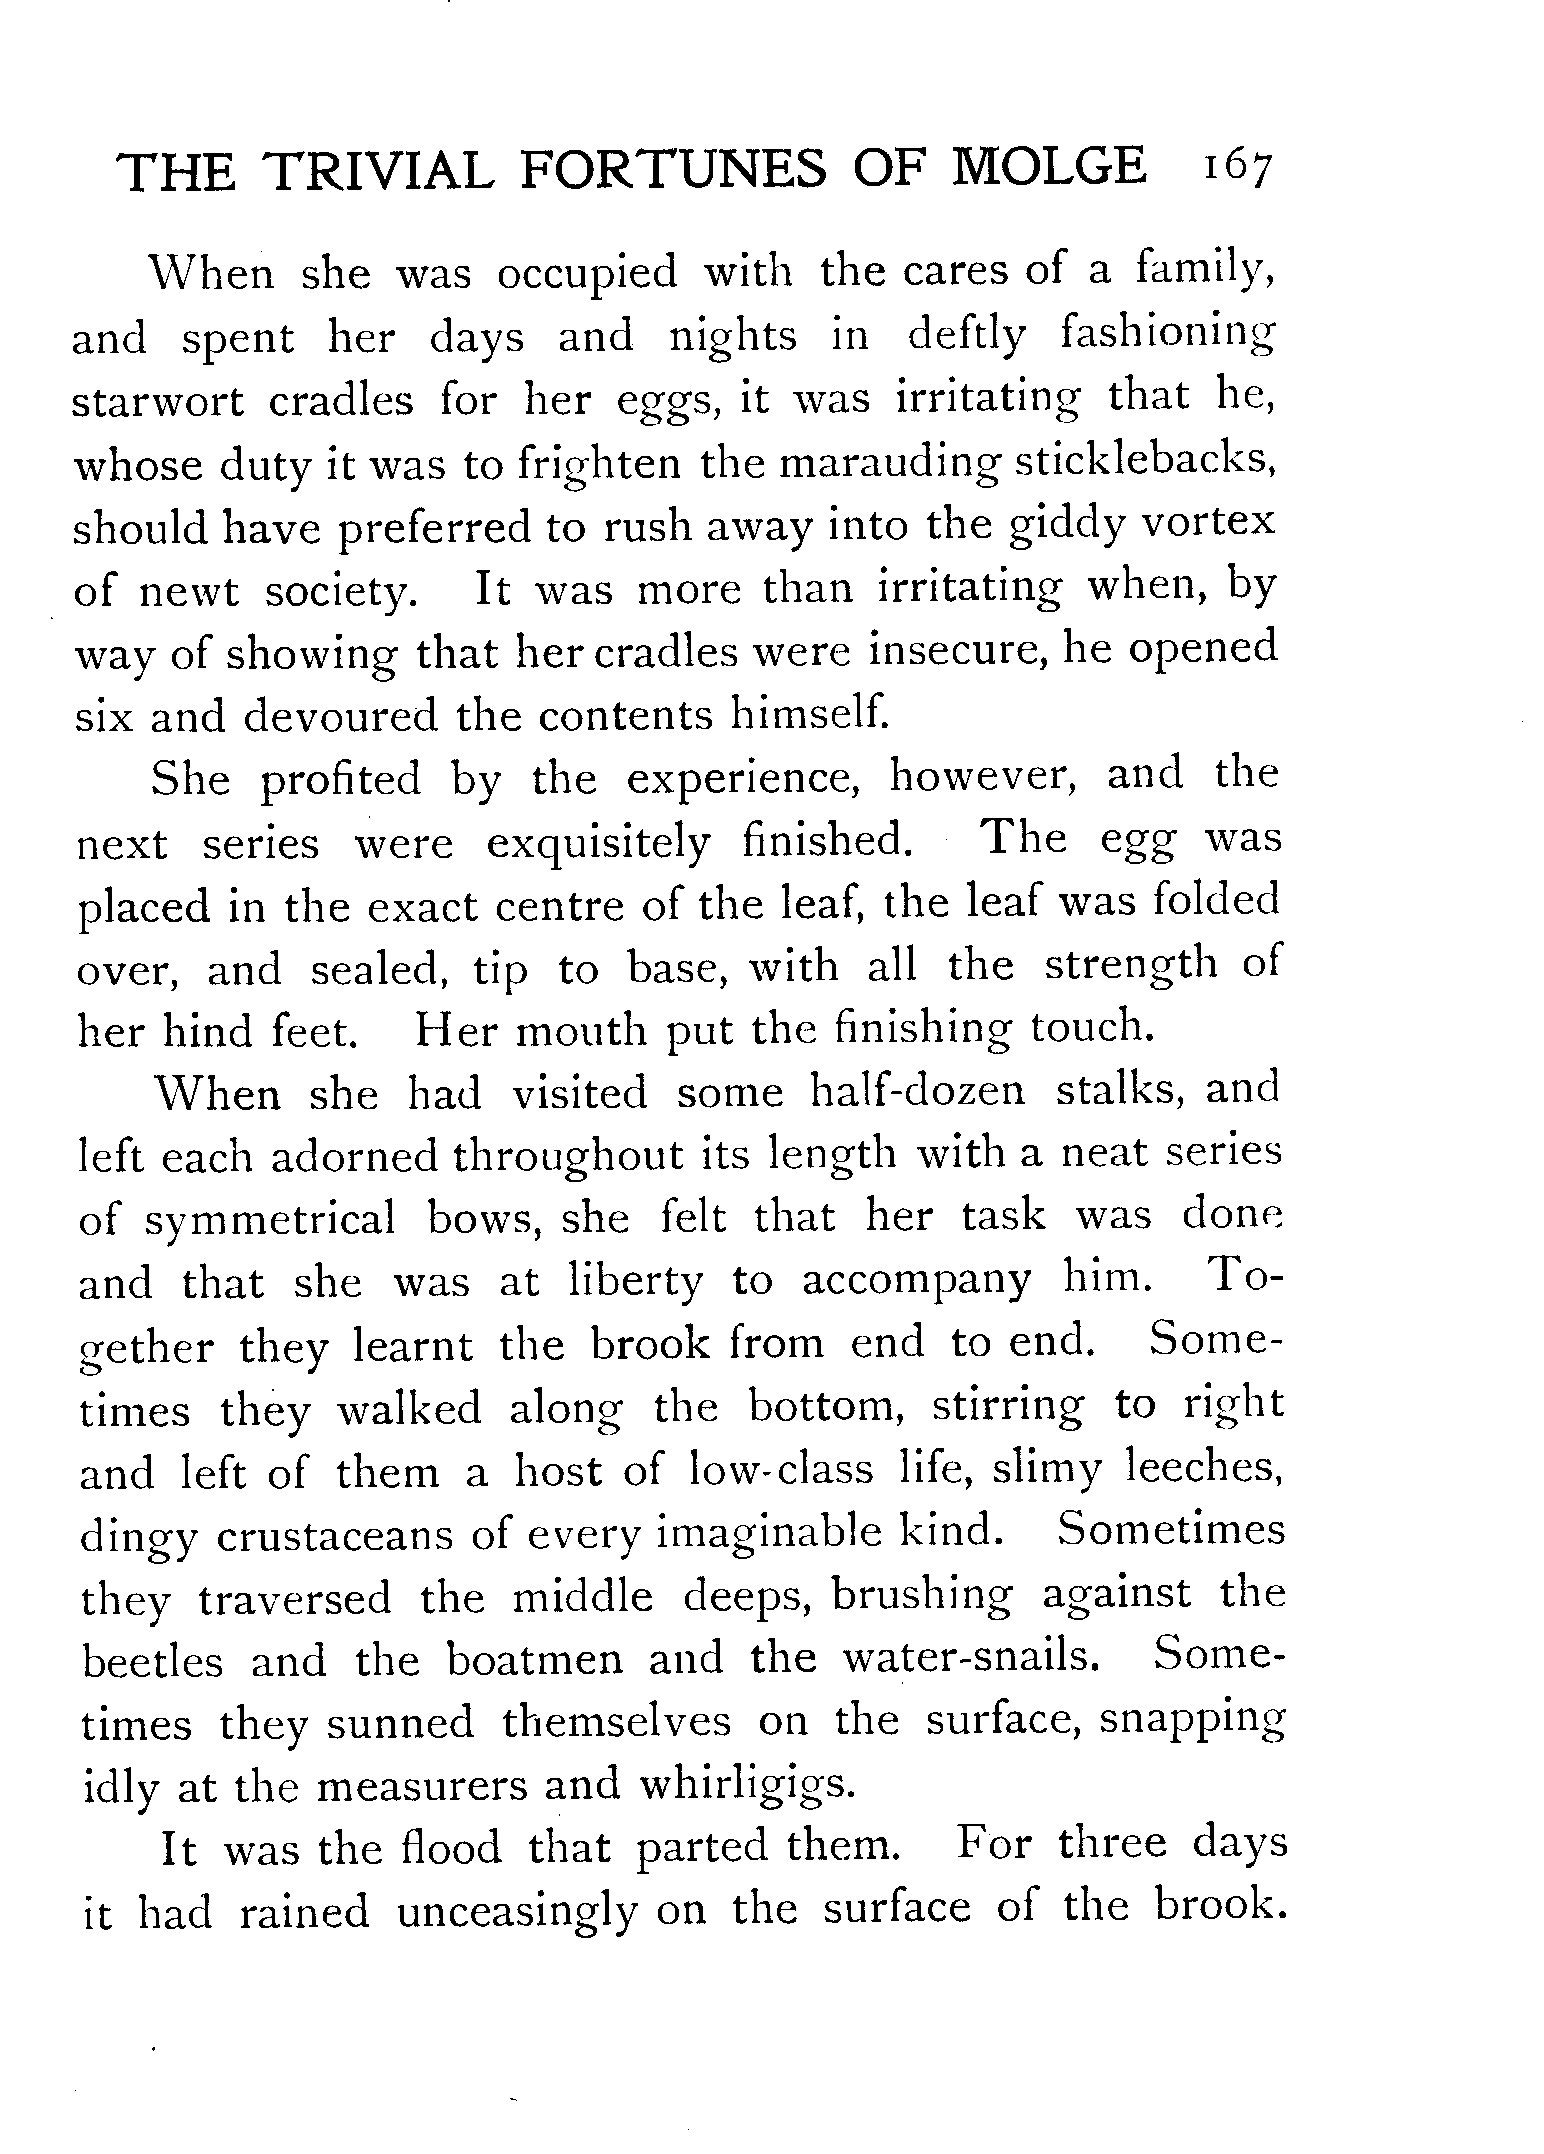 THE TRIVIAL FORTUNES OF MOLGE 167
When she was occupied with the cares of a family,
and spent her days and nights in deftly fashioning
starwort cradles for her eggs, it was irritating that he,
whose duty it was to frighten the marauding sticklebacks,
should have preferred to rush away into the giddy vortex
of newt society. It was more than irritating when, by
way of showing that her cradles were insecure, he opened
six and devoured the contents himself.
She profited by the experience, however, and the
next series were exquisitely finished. The egg was
placed in the exact centre of the leaf, the leaf was folded
over, and sealed, tip to base, with all the strength of
her hind feet. Her mouth put the finishing touch.
When she had visited some half-dozen stalks, and
left each adorned throughout its length with a neat series
of symmetrical bows, she felt that her task was done
and that she was at liberty to accompany him. To-
gether they learnt the brook from end to end. Some-
times they walked along the bottom, stirring to right
and left of them a host of low-class life, slimy leeches,
dingy crustaceans of every imaginable kind. Sometimes
they traversed the middle deeps, brushing against the
beetles and the boatmen and the water-snails. Some-
times they sunned themselves on the surface, snapping
idly at the measurers and whirligigs.
It was the flood that parted them. For three days
it had rained unceasingly on the surface of the brook.